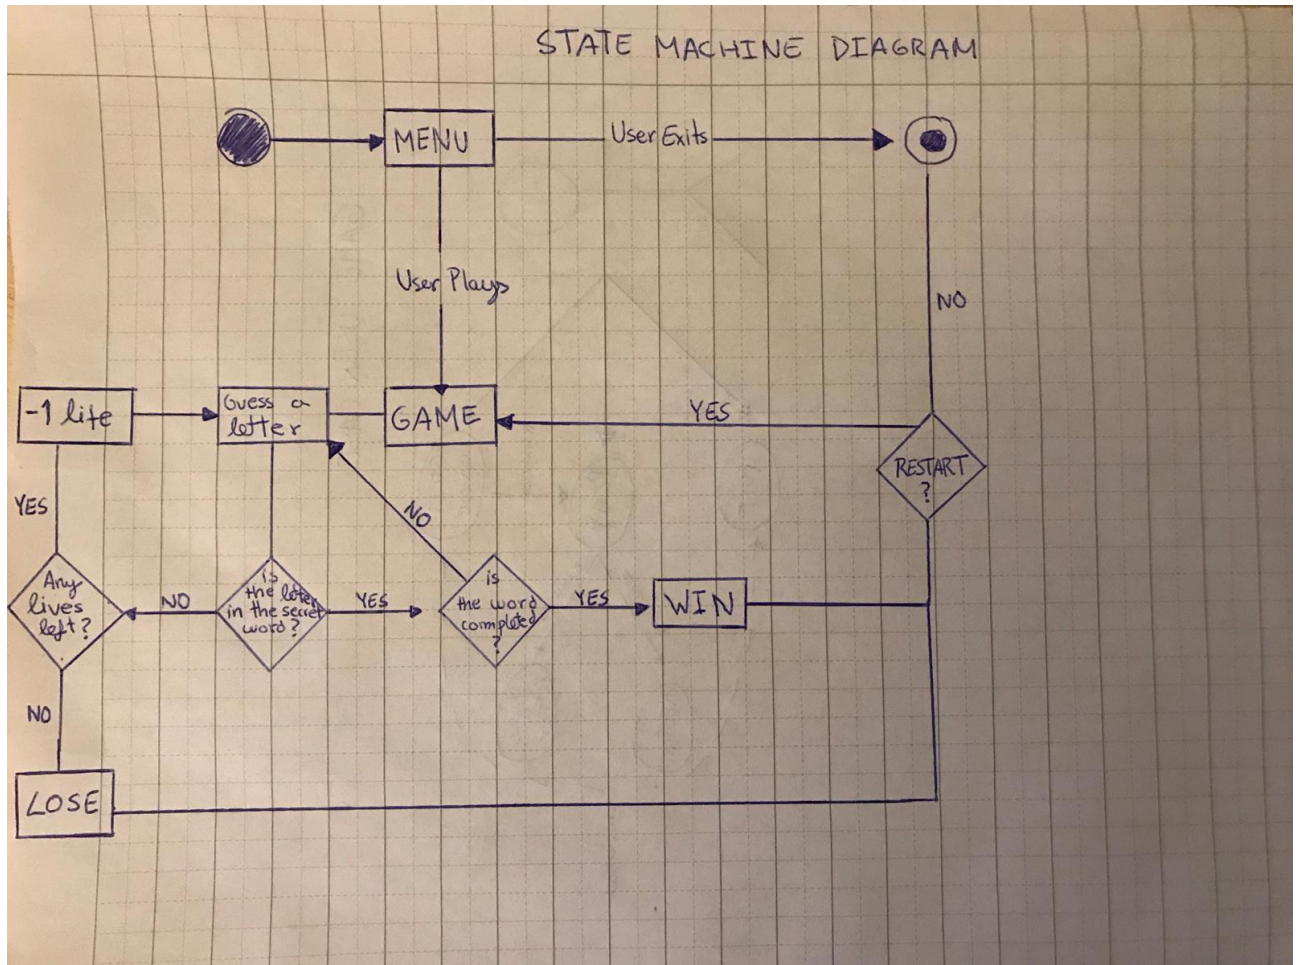 STATE MACHINE DIAGRAM
MENU
User Exits
User Plays
NO
-1 life
Guess a
letter
GAME
YES
RESTART
?
YES
NO
Any
lives
left?
NO
is
the letter
in the secret
word?
YES
is
the word
completed
?
YES
WIN
NO
LOSE